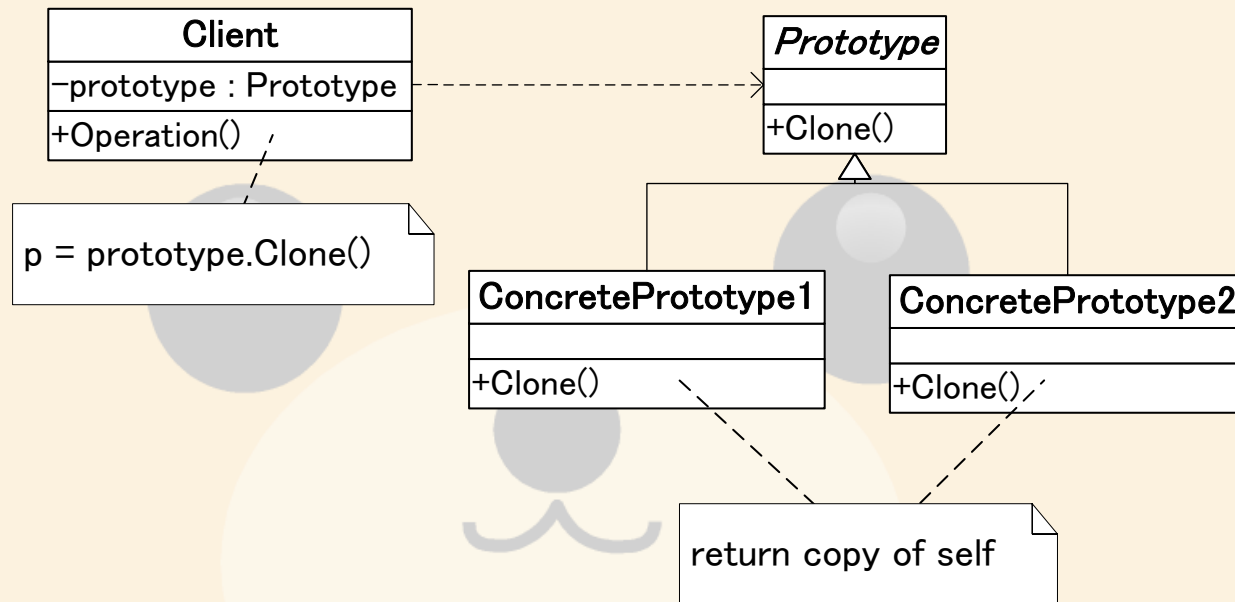 Client
-prototype : Prototype
+Operation()
Prototype
+Clone()
p = prototype.Clone()
ConcretePrototype1
+Clone()
ConcretePrototype2
+Clone()
return copy of self